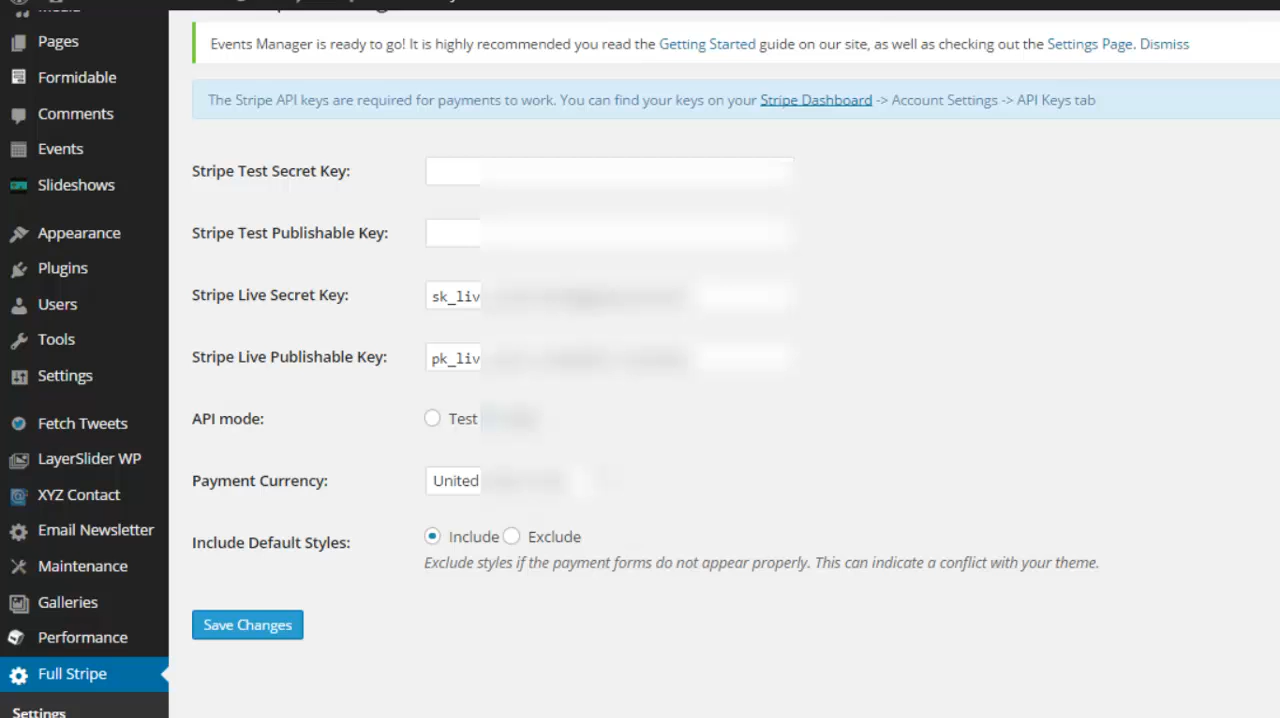 Pages
Formidable
Comments
Events
Slideshows
Appearance
Plugins
Users
Tools
Settings
Fetch Tweets
LayerSlider WP
XYZ Contact
Email Newsletter
Maintenance
Galleries
Performance
Full Stripe
Settings
Events Manager is ready to go! It is highly recommended you read the Getting Started guide on our site, as well as checking out the Settings Page. Dismiss
The Stripe API keys are required for payments to work. You can find your keys on your Stripe Dashboard -> Account Settings -> API Keys tab
Stripe Test Secret Key:
Stripe Test Publishable Key:
Stripe Live Secret Key: sk_liv
Stripe Live Publishable Key: pk_liv
API mode: Test
Payment Currency: United
Include Default Styles: Include Exclude
Exclude styles if the payment forms do not appear properly. This can indicate a conflict with your theme.
Save Changes